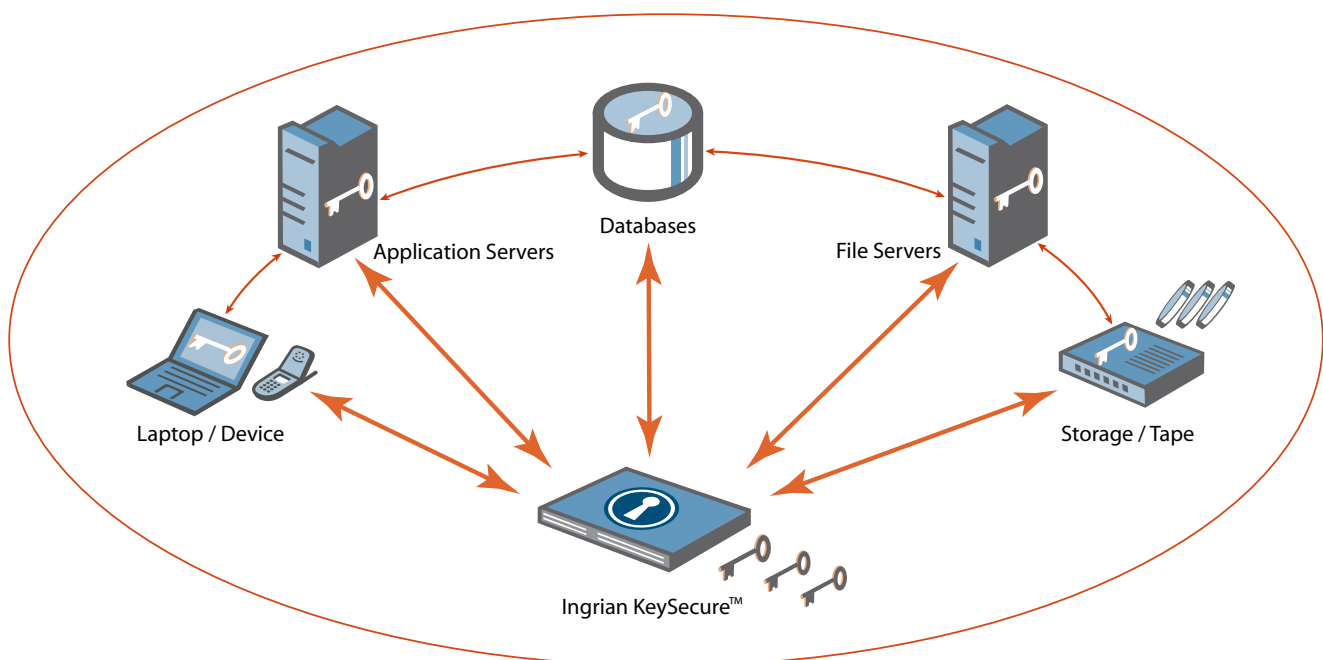 Databases
Application Servers
File Servers
Laptop / Device
Storage / Tape
Ingrian KeySecure™